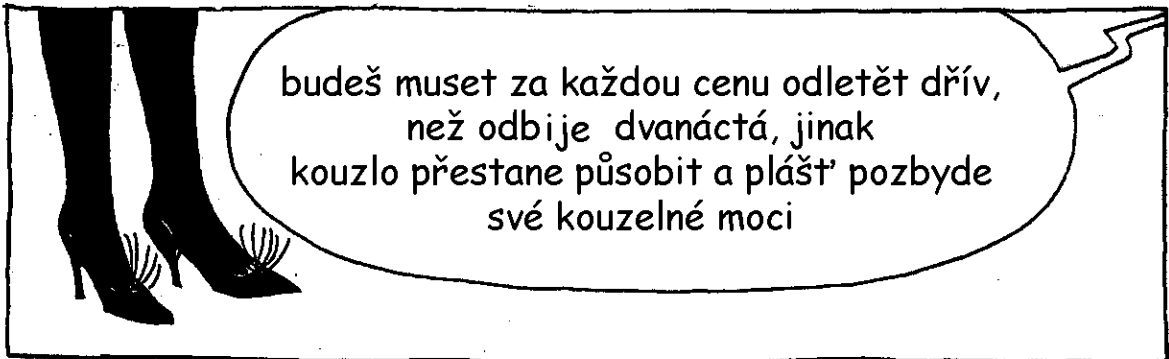 budeš muset za každou cenu odletět dřív,
než odbije dvanáctá, jinak
kouzlo přestane působit a plášť pozbyde
své kouzelné moci